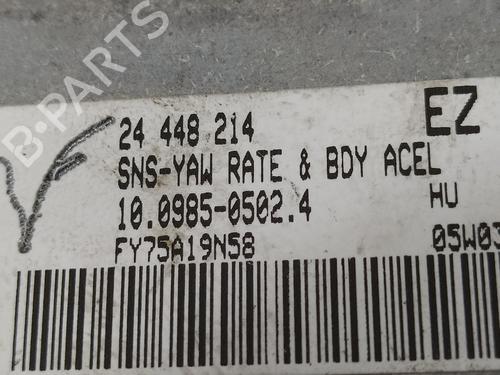 B-PARTS
24 448 214 EZ
SNS-YAW RATE & BDY ACEL
10.0985-0502.4 HU
FY75A19N58 05W03